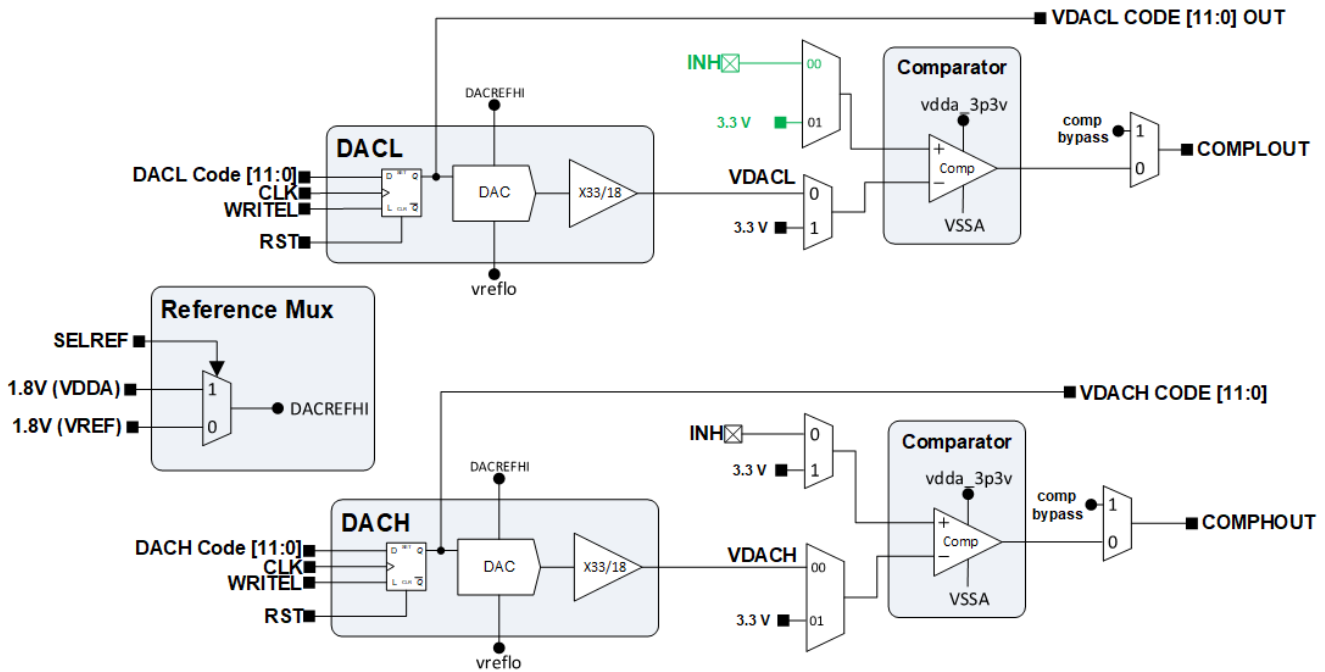 VDACL CODE [11:0] OUT
INH
00
3.3 V
01
Comparator
vdda_3p3v
+
Comp
−
VSSA
comp
bypass
1
0
COMPLOUT
DACREFHI
DACL
DACL Code [11:0]
CLK
WRITEL
RST
D SET Q
L CLR Q
DAC
X33/18
vreflo
VDACL
0
3.3 V
1
Reference Mux
SELREF
1.8V (VDDA)
1
1.8V (VREF)
0
DACREFHI
VDACH CODE [11:0]
INH
0
3.3 V
1
Comparator
vdda_3p3v
+
Comp
−
VSSA
comp
bypass
1
0
COMPHOUT
DACREFHI
DACH
DACH Code [11:0]
CLK
WRITEL
RST
D SET Q
L CLR Q
DAC
X33/18
vreflo
VDACH
00
3.3 V
01